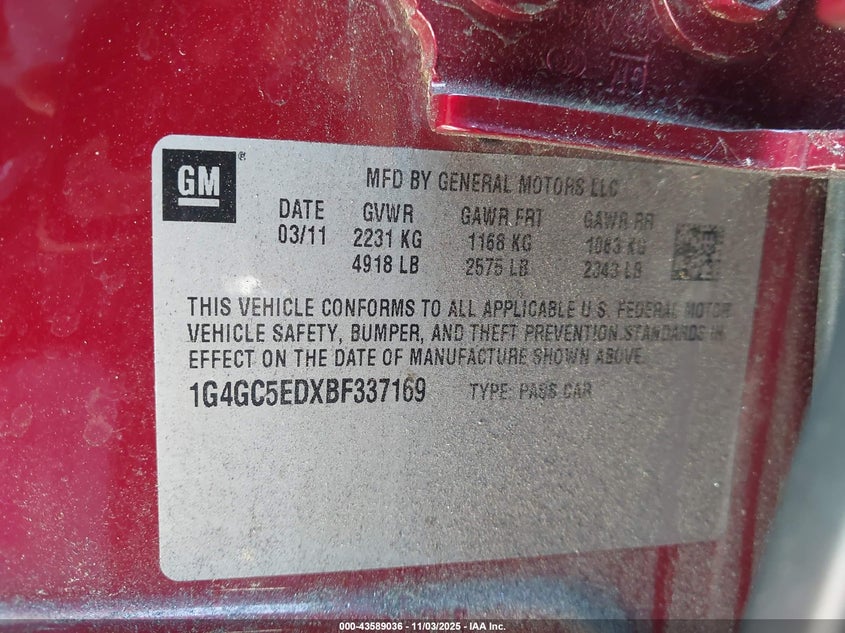 GM ®
MFD BY GENERAL MOTORS LLC
DATE GVWR GAWR FRT GAWR RR
03/11 2231 KG 1168 KG 1063 KG
4918 LB 2575 LB 2343 LB
THIS VEHICLE CONFORMS TO ALL APPLICABLE U.S. FEDERAL MOTOR
VEHICLE SAFETY, BUMPER, AND THEFT PREVENTION STANDARDS IN
EFFECT ON THE DATE OF MANUFACTURE SHOWN ABOVE.
1G4GC5EDXBF337169 TYPE: PASS CAR
000-43589036 - 11/03/2025 - IAA Inc.